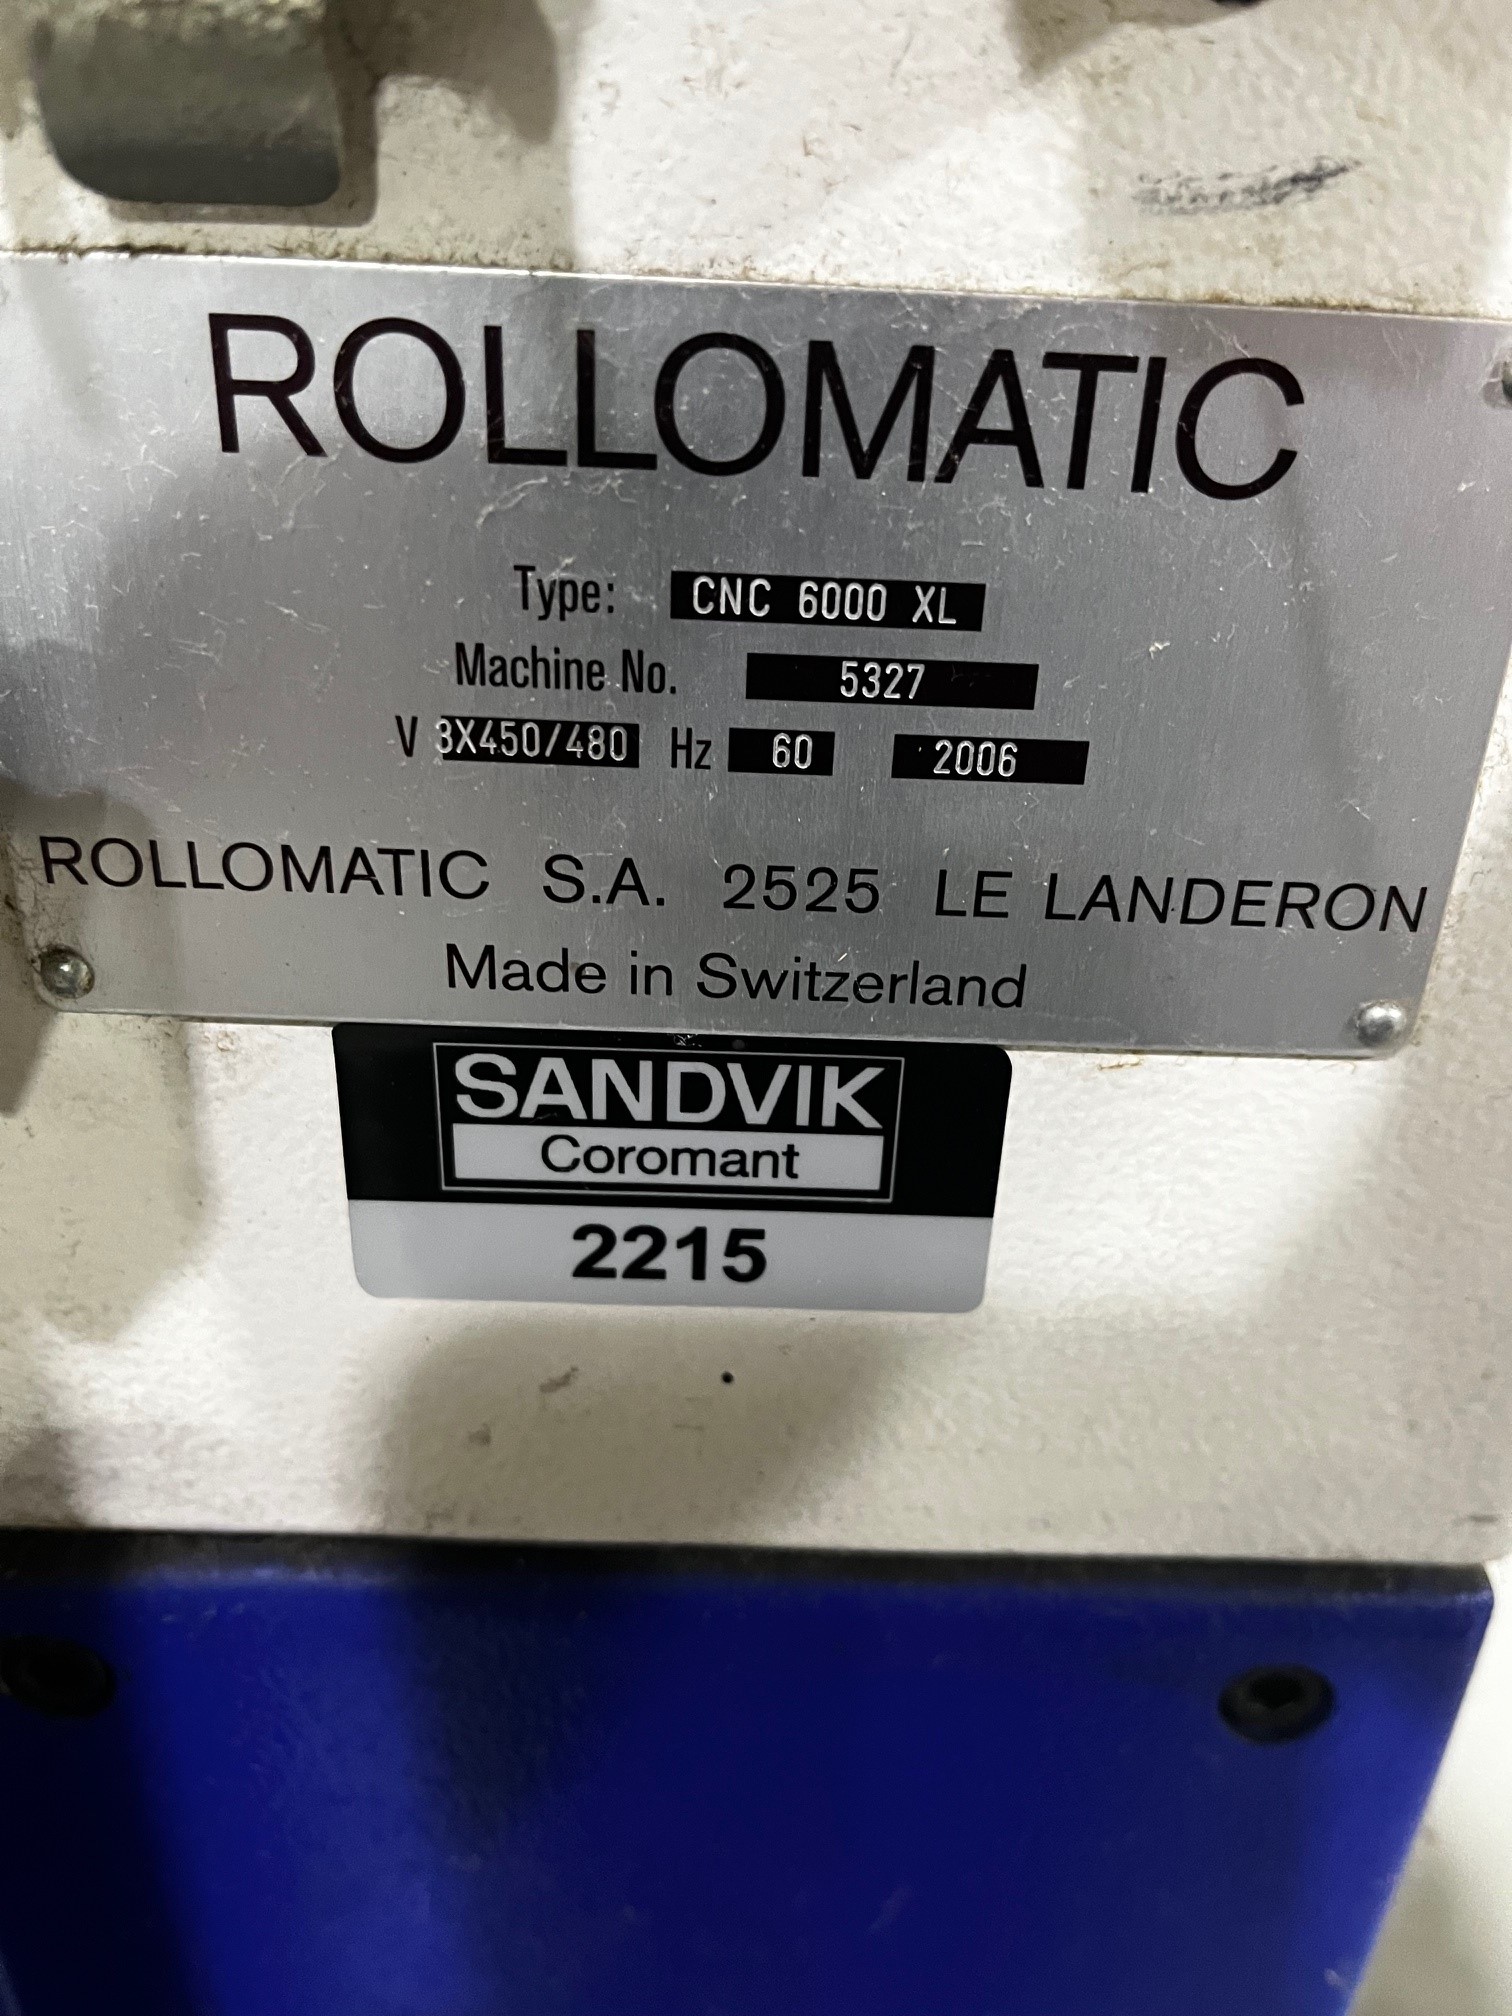 ROLLOMATIC
Type: CNC 6000 XL
Machine No. 5327
V 3X450/480 Hz 60 2006
ROLLOMATIC S.A. 2525 LE LANDERON
Made in Switzerland
SANDVIK
Coromant
2215